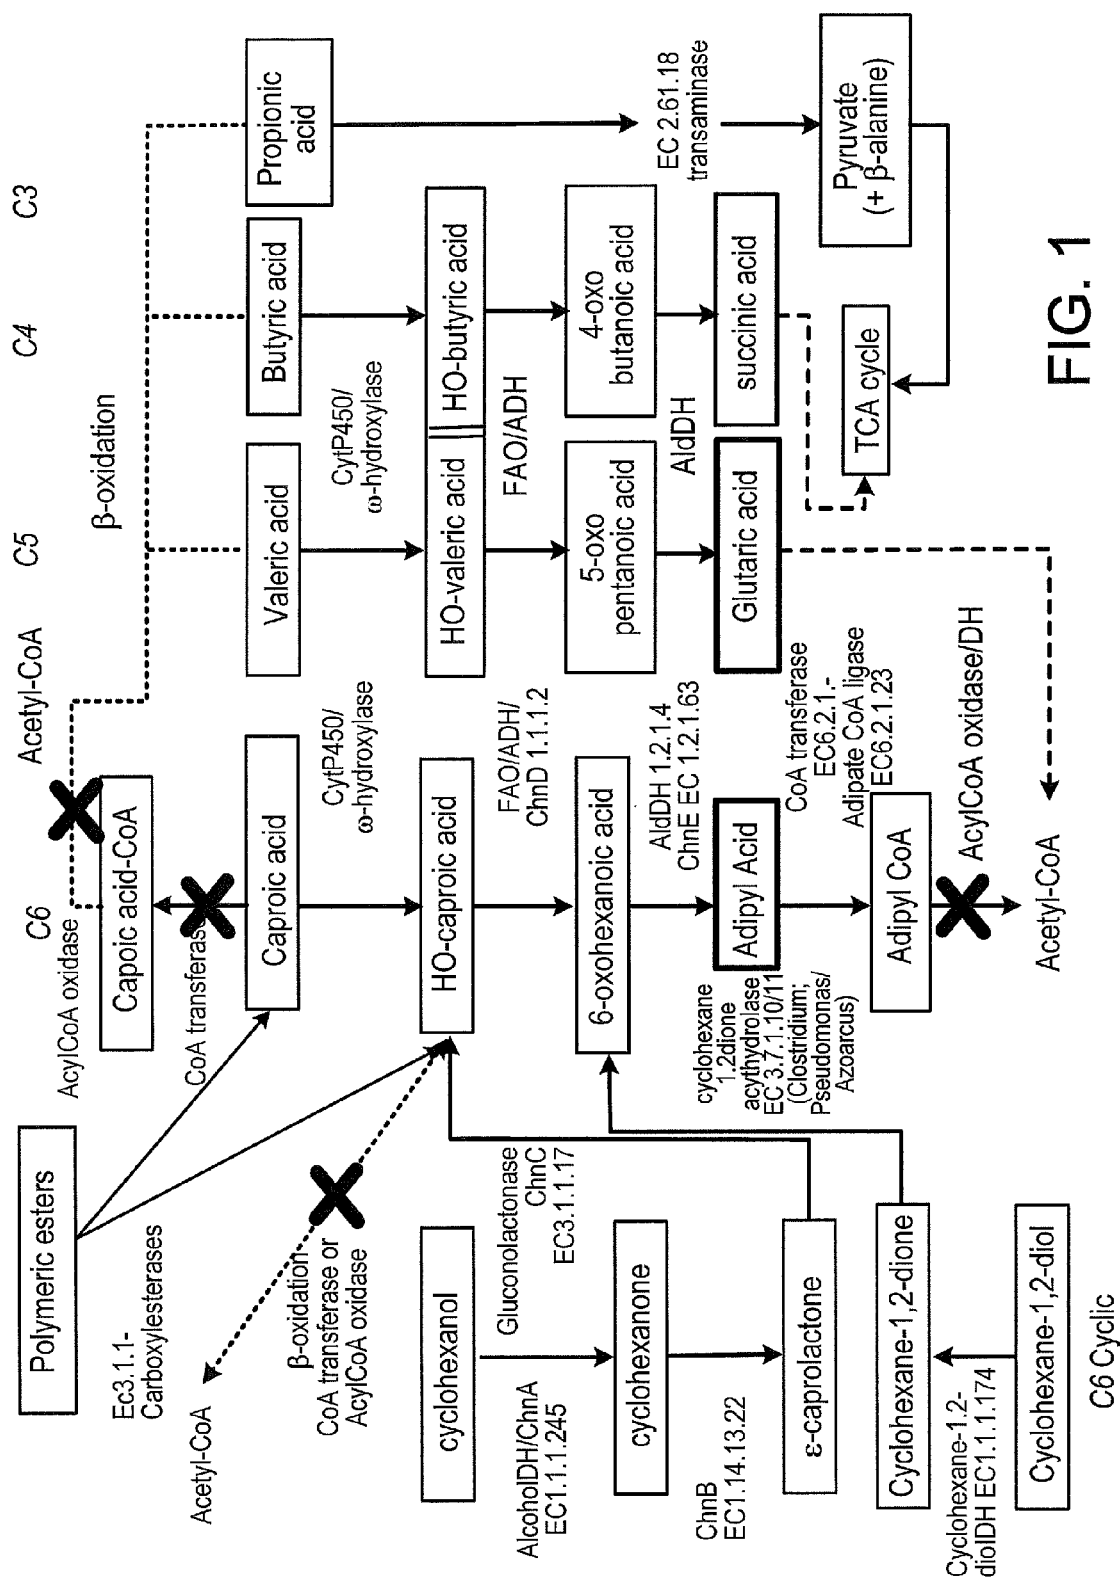 C6
Acetyl-CoA
C5
C4
C3
Polymeric esters
AcylCoA oxidase
β-oxidation
Capoic acid-CoA
Ec3.1.1-
Carboxylesterases
CoA transferase
Acetyl-CoA
Caproic acid
Valeric acid
Butyric acid
Propionic
acid
β-oxidation
CoA transferase or
AcylCoA oxidase
CytP450/
ω-hydroxylase
CytP450/
ω-hydroxylase
cyclohexanol
HO-caproic acid
HO-valeric acid
HO-butyric acid
Gluconolactonase
ChnC
EC3.1.1.17
AlcoholDH/ChnA
EC1.1.1.245
FAO/ADH/
ChnD 1.1.1.2
FAO/ADH
cyclohexanone
6-oxohexanoic acid
5-oxo
pentanoic acid
4-oxo
butanoic acid
EC 2.61.18
transaminase
ChnB
EC1.14.13.22
AldDH 1.2.1.4
ChnE EC 1.2.1.63
AldDH
ε-caprolactone
cyclohexane
1.2dione
acythydrolase
EC 3.7.1.10/11
(Clostridium;
Pseudomonas/
Azoarcus)
Adipyl Acid
Glutaric acid
succinic acid
CoA transferase
EC6.2.1.-
Adipate CoA ligase
EC6.2.1.23
Pyruvate
(+ β-alanine)
Cyclohexane-1,2-dione
Adipyl CoA
TCA cycle
Cyclohexane-1.2-
diolDH EC1.1.1.174
AcylCoA oxidase/DH
Cyclohexane-1,2-diol
Acetyl-CoA
C6 Cyclic
FIG. 1